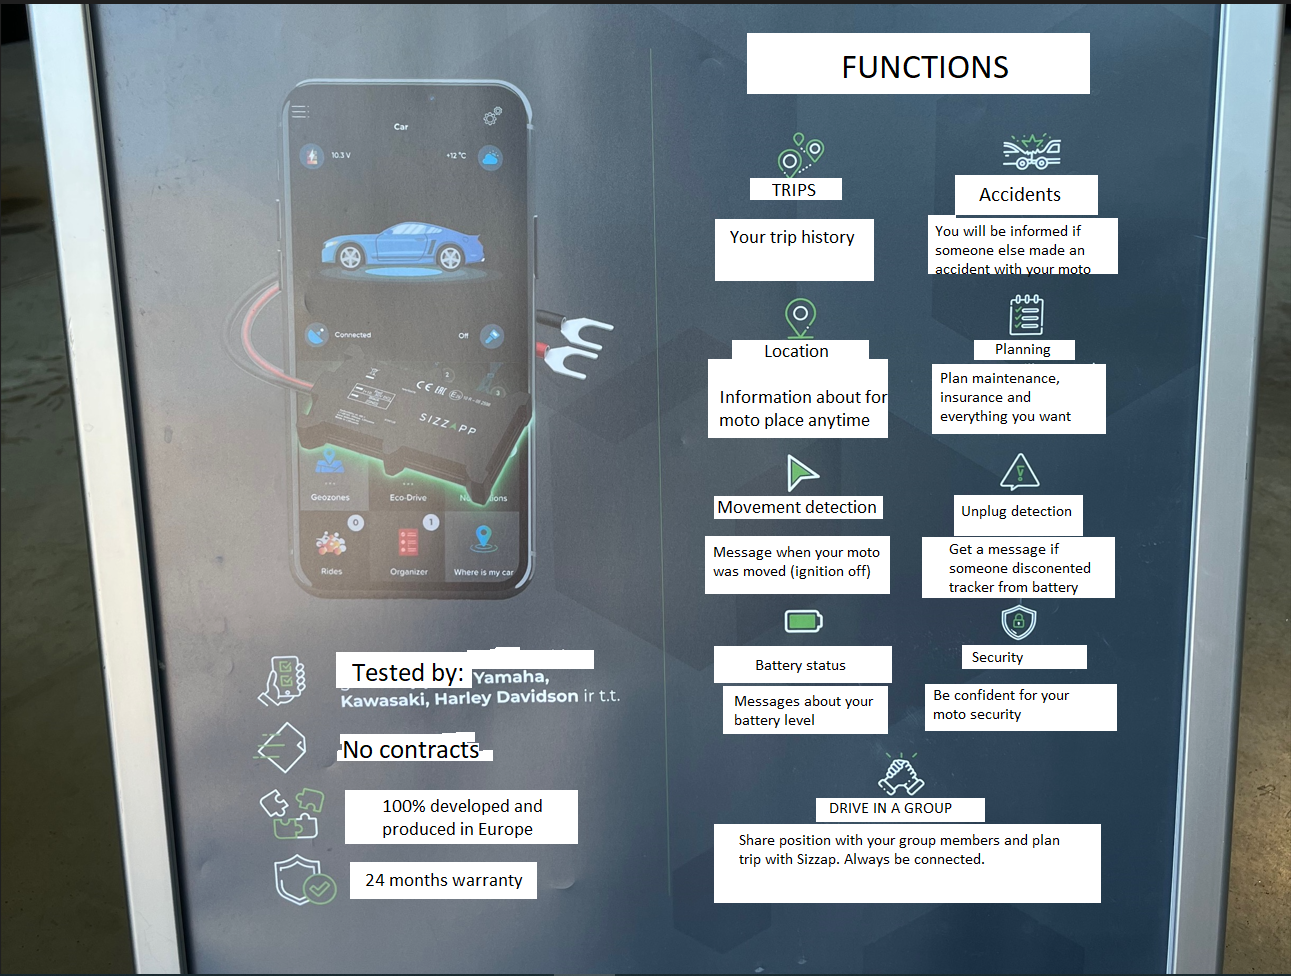 Car
10.3 V
+12 °C
Connected
Off
1
3
CE
SIZZAPP
Geozones
Eco-Drive
0
1
Rides
Organizer
Where is my car
Tested by:
Yamaha,
Kawasaki, Harley Davidson ir t.t.
No contracts
100% developed and
produced in Europe
24 months warranty
FUNCTIONS
TRIPS
Your trip history
Accidents
You will be informed if
someone else made an
accident with your moto
Location
Information about for
moto place anytime
Planning
Plan maintenance,
insurance and
everything you want
Movement detection
Message when your moto
was moved (ignition off)
Unplug detection
Get a message if
someone disconented
tracker from battery
Battery status
Messages about your
battery level
Security
Be confident for your
moto security
DRIVE IN A GROUP
Share position with your group members and plan
trip with Sizzap. Always be connected.